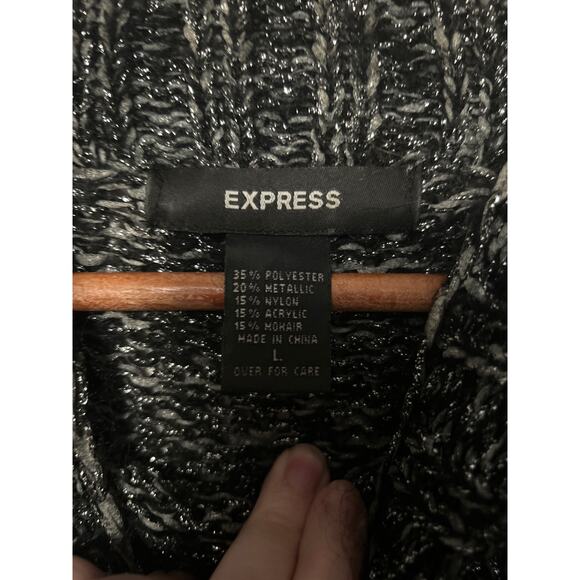 EXPRESS
35% POLYESTER
20% METALLIC
15% NYLON
15% ACRYLIC
15% MOHAIR
MADE IN CHINA
L
OVER FOR CARE